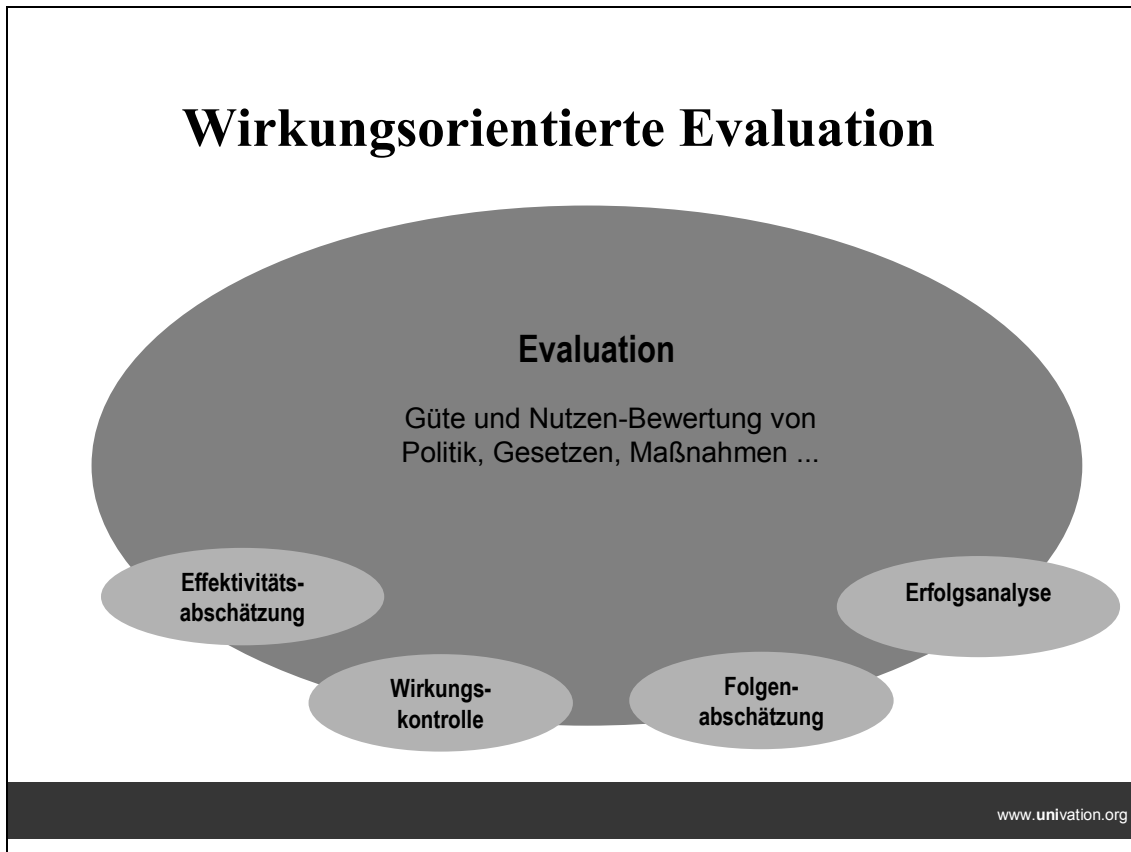 Wirkungsorientierte Evaluation
Evaluation
Güte und Nutzen-Bewertung von
Politik, Gesetzen, Maßnahmen ...
Effektivitäts-
abschätzung
Wirkungs-
kontrolle
Folgen-
abschätzung
Erfolgsanalyse
www.univation.org